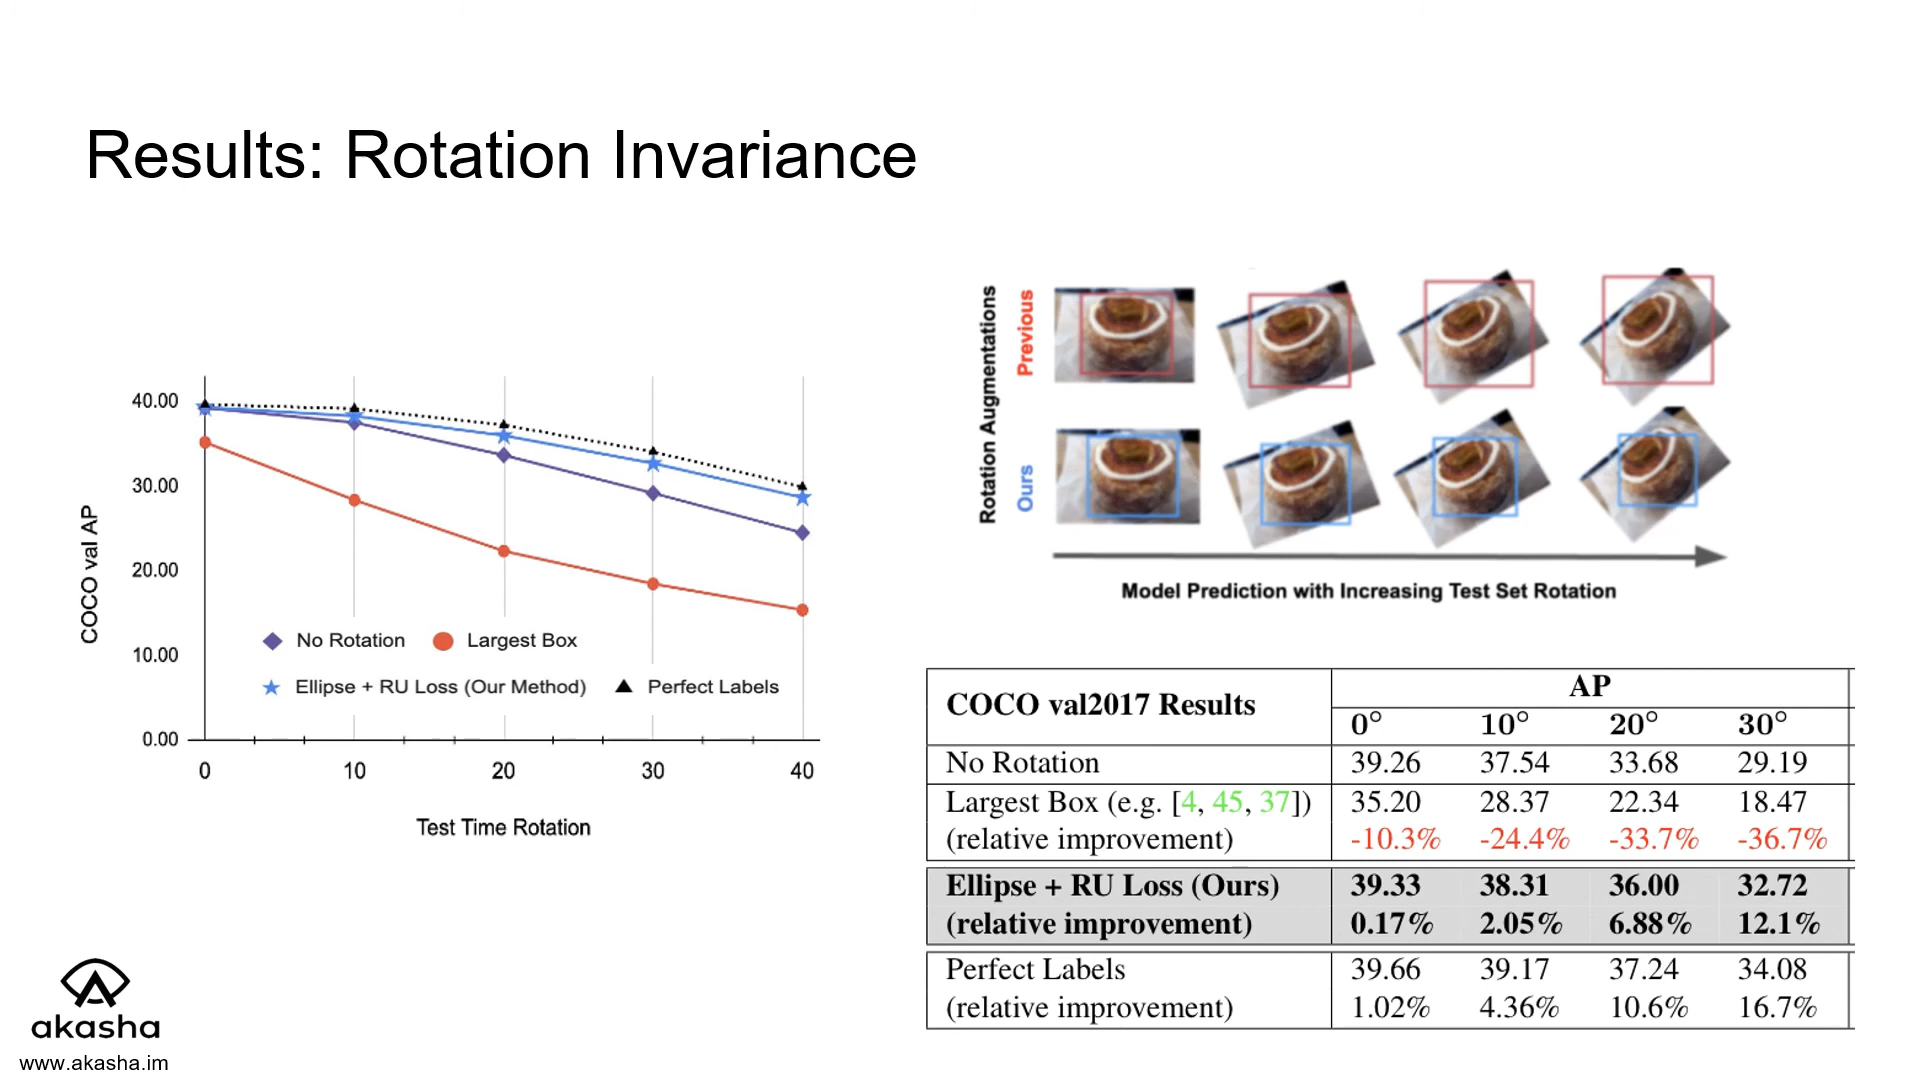 Results: Rotation Invariance
COCO val AP
40.00
30.00
20.00
10.00
0.00
No Rotation
Largest Box
Ellipse + RU Loss (Our Method)
Perfect Labels
0 10 20 30 40
Test Time Rotation
Rotation Augmentations
Previous
Ours
Model Prediction with Increasing Test Set Rotation
COCO val2017 Results AP
0° 10° 20° 30°
No Rotation 39.26 37.54 33.68 29.19
Largest Box (e.g. [4, 45, 37]) 35.20 28.37 22.34 18.47
(relative improvement) -10.3% -24.4% -33.7% -36.7%
Ellipse + RU Loss (Ours) 39.33 38.31 36.00 32.72
(relative improvement) 0.17% 2.05% 6.88% 12.1%
Perfect Labels 39.66 39.17 37.24 34.08
(relative improvement) 1.02% 4.36% 10.6% 16.7%
akasha
www.akasha.im